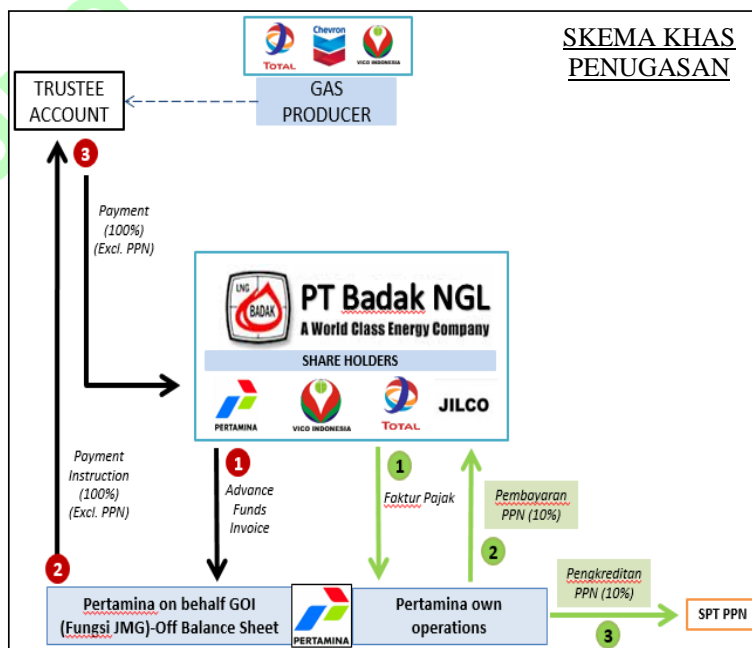 SKEMA KHAS
PENUGASAN
TOTAL
Chevron
VICO INDONESIA
GAS
PRODUCER
TRUSTEE
ACCOUNT
3
Payment
(100%)
(Excl. PPN)
LNG
BADAK
PT Badak NGL
A World Class Energy Company
SHARE HOLDERS
PERTAMINA
VICO INDONESIA
TOTAL
JILCO
Payment
Instruction
(100%)
(Excl. PPN)
1
Advance
Funds
Invoice
1
Faktur Pajak
Pembayaran
PPN (10%)
2
2
Pertamina on behalf GOI
(Fungsi JMG)-Off Balance Sheet
PERTAMINA
Pertamina own
operations
Pengkreditan
PPN (10%)
3
SPT PPN